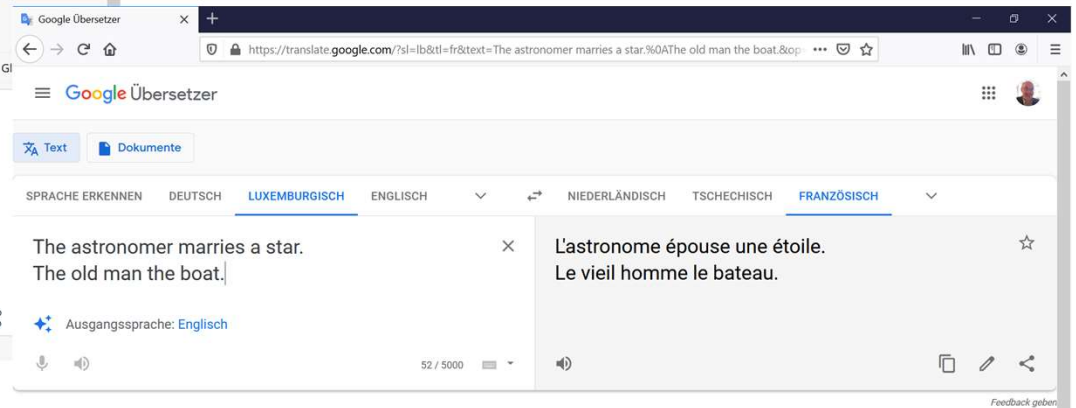 Google Übersetzer
https://translate.google.com/?sl=lb&tl=fr&text=The astronomer marries a star.%0AThe old man the boat.&op
Gl
Google Übersetzer
Text Dokumente
SPRACHE ERKENNEN DEUTSCH LUXEMBURGISCH ENGLISCH NIEDERLÄNDISCH TSCHECHISCH FRANZÖSISCH
The astronomer marries a star.
The old man the boat.
L'astronome épouse une étoile.
Le vieil homme le bateau.
Ausgangssprache: Englisch
52 / 5000
Feedback geben